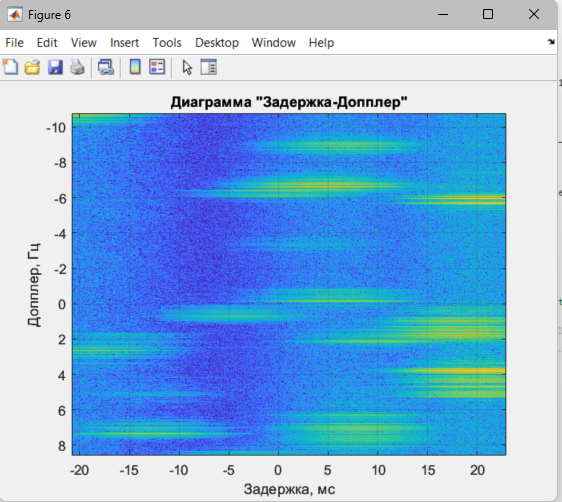 Figure 6
File Edit View Insert Tools Desktop Window Help
Диаграмма "Задержка-Допплер"
-10
-8
-6
-4
-2
0
2
4
6
8
Допплер, Гц
-20 -15 -10 -5 0 5 10 15 20
Задержка, мс